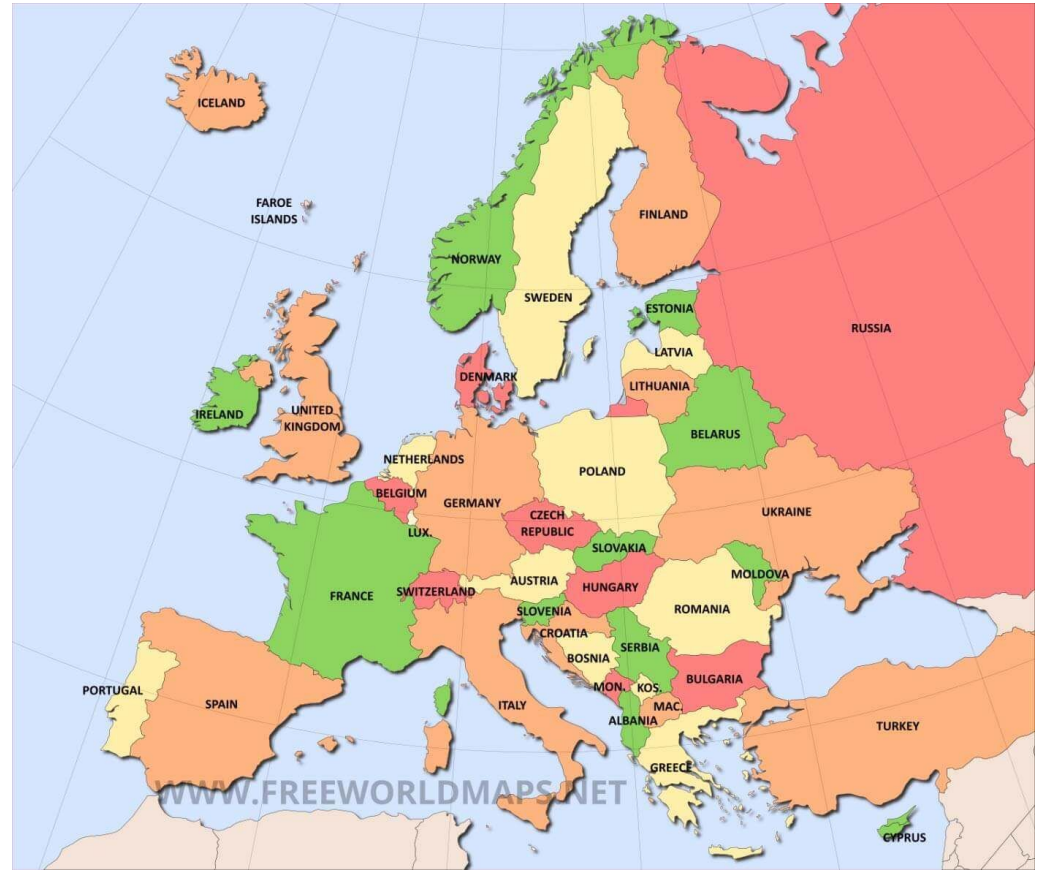 ICELAND
FAROE
ISLANDS
FINLAND
NORWAY
SWEDEN
ESTONIA
RUSSIA
LATVIA
DENMARK
LITHUANIA
IRELAND
UNITED
KINGDOM
BELARUS
NETHERLANDS
POLAND
BELGIUM
GERMANY
UKRAINE
CZECH
REPUBLIC
LUX.
SLOVAKIA
AUSTRIA
MOLDOVA
HUNGARY
SWITZERLAND
FRANCE
ROMANIA
SLOVENIA
CROATIA
SERBIA
BOSNIA
BULGARIA
MON.
KOS.
PORTUGAL
SPAIN
ITALY
MAC.
ALBANIA
TURKEY
GREECE
WWW.FREEWORLDMAPS.NET
CYPRUS